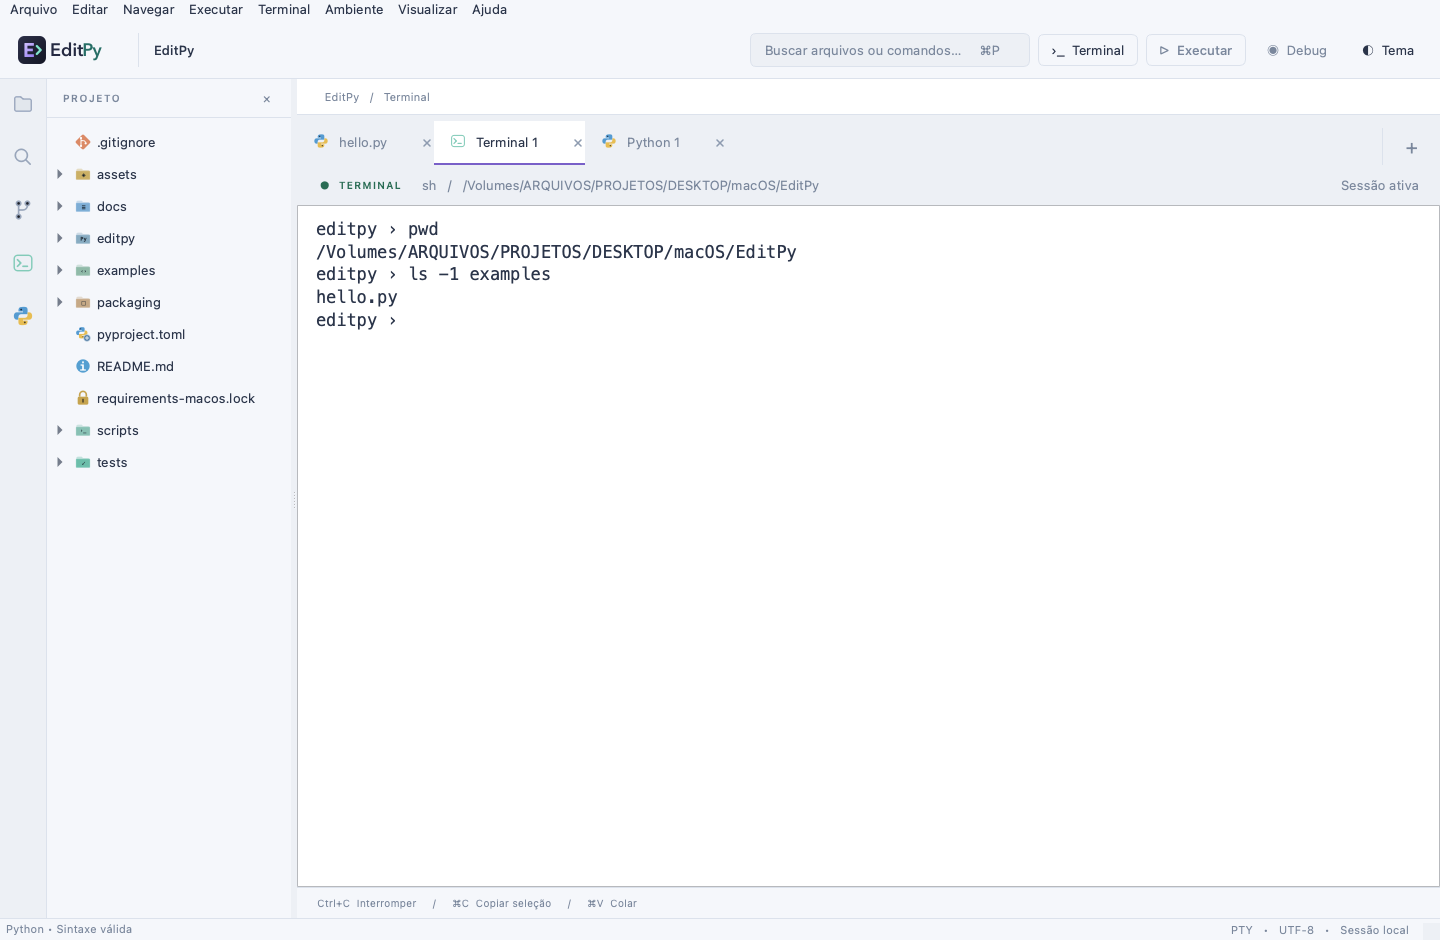 Arquivo Editar Navegar Executar Terminal Ambiente Visualizar Ajuda
E> EditPy EditPy Buscar arquivos ou comandos... ⌘P ›_ Terminal Executar Debug Tema
PROJETO ×
EditPy / Terminal
hello.py × Terminal 1 × Python 1 × +
TERMINAL sh / /Volumes/ARQUIVOS/PROJETOS/DESKTOP/macOS/EditPy Sessão ativa
.gitignore
assets
docs
editpy
examples
packaging
pyproject.toml
README.md
requirements-macos.lock
scripts
tests
editpy › pwd
/Volumes/ARQUIVOS/PROJETOS/DESKTOP/macOS/EditPy
editpy › ls -1 examples
hello.py
editpy ›
Ctrl+C Interromper / ⌘C Copiar seleção / ⌘V Colar
Python • Sintaxe válida PTY • UTF-8 • Sessão local